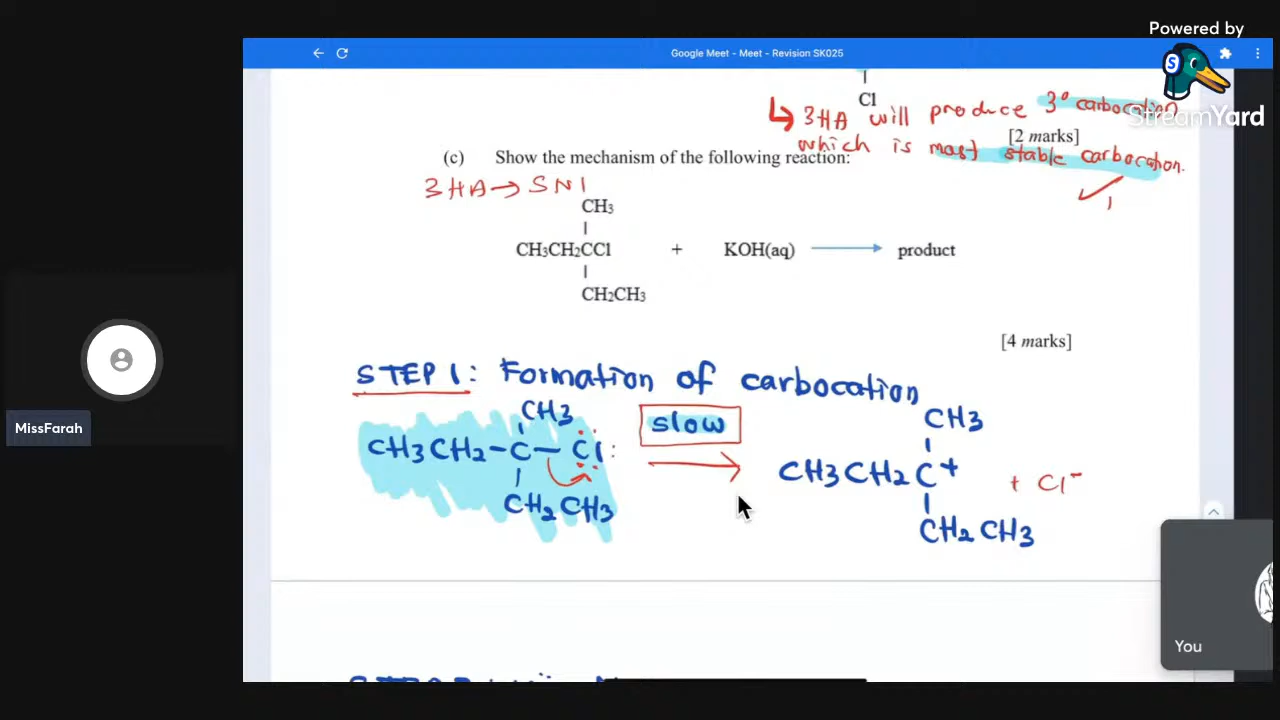 Powered by
StreamYard
Google Meet - Meet - Revision SK025
Cl
↳ 3HA will produce 3° carbocation
[2 marks]
which is most stable carbocation.
1
(c) Show the mechanism of the following reaction:
3HA → SN1
CH3
CH3CH2CCl + KOH(aq) → product
CH2CH3
[4 marks]
STEP 1: Formation of carbocation
CH3
slow
CH3
CH3CH2-C-Cl:
CH3CH2C+ + Cl-
CH2CH3
CH2CH3
MissFarah
You